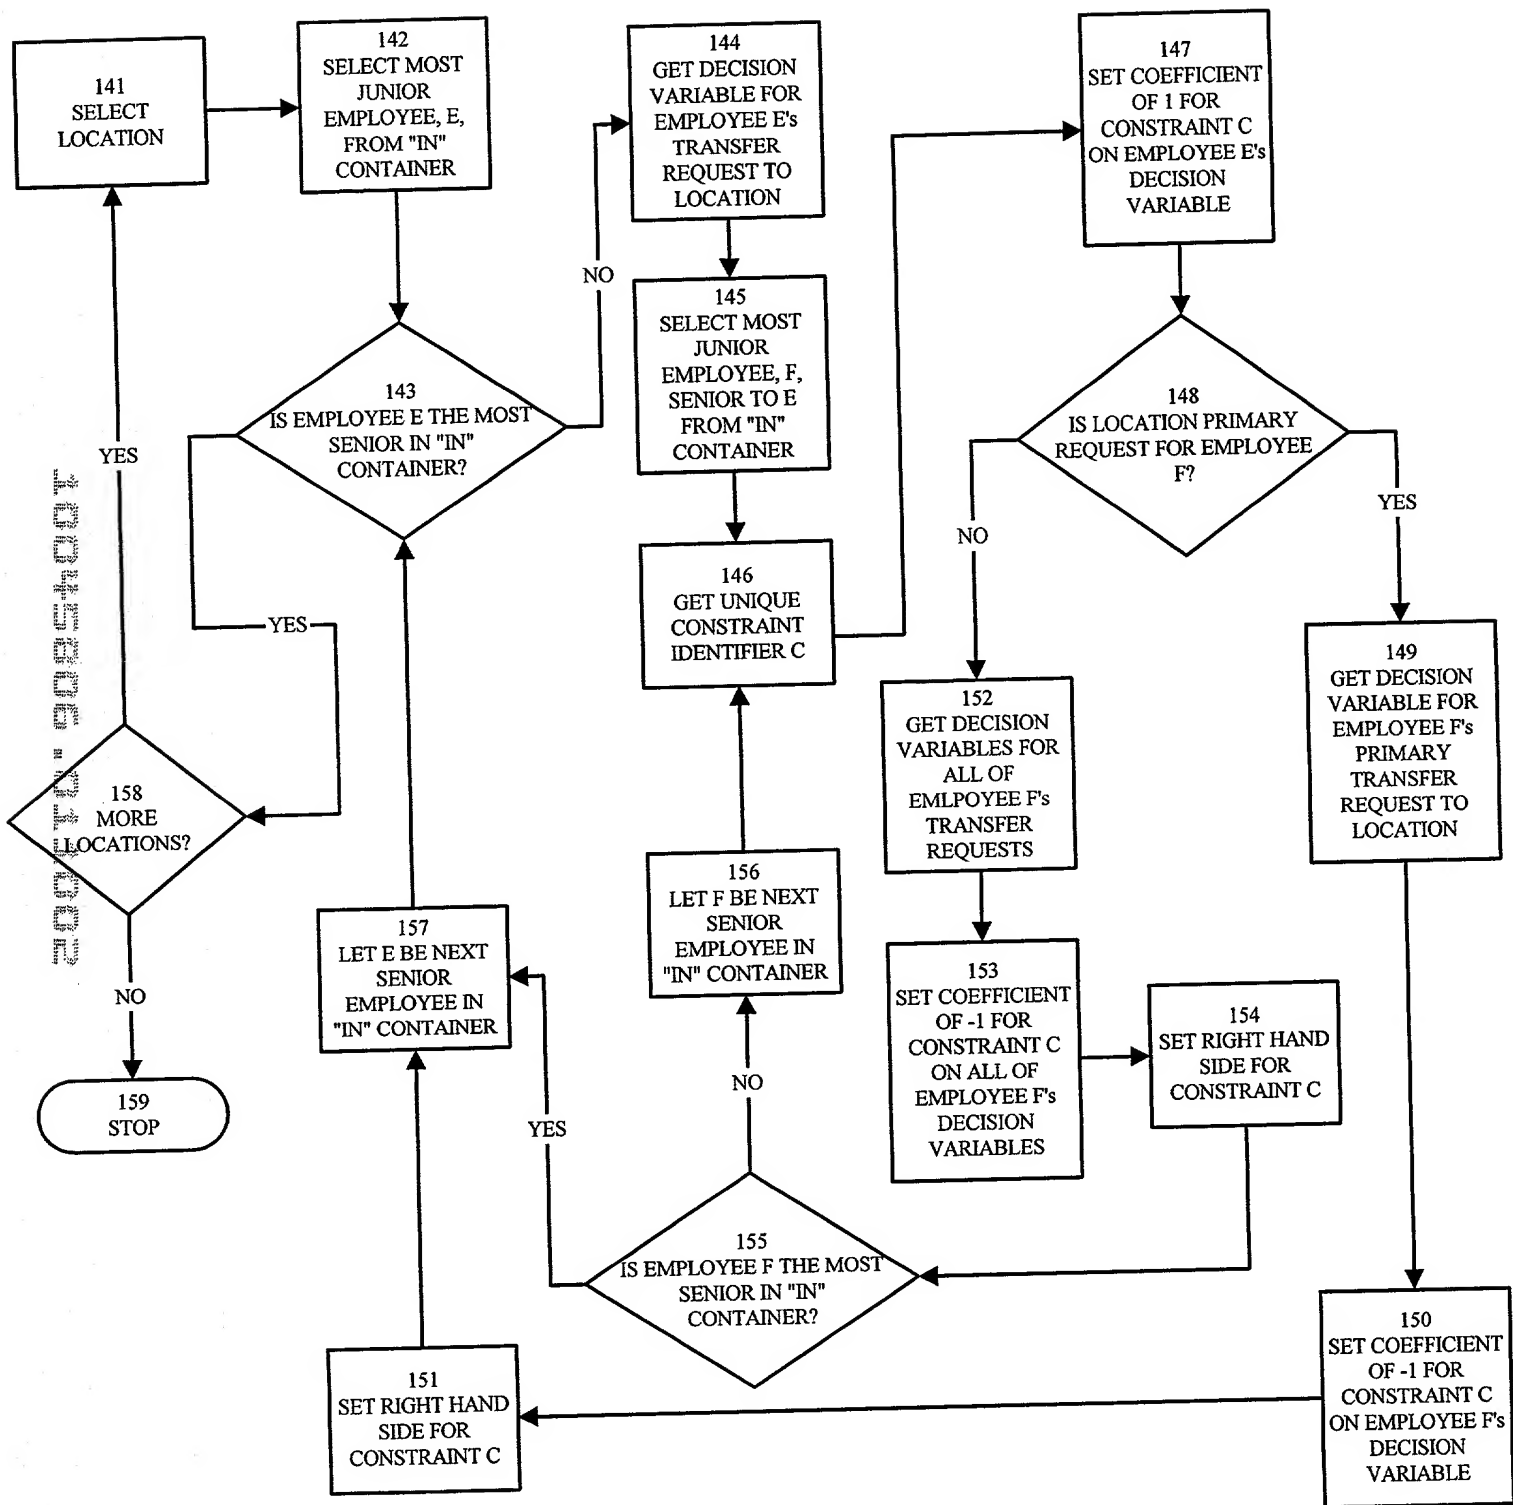 141
SELECT
LOCATION
142
SELECT MOST
JUNIOR
EMPLOYEE, E,
FROM "IN"
CONTAINER
143
IS EMPLOYEE E THE MOST
SENIOR IN "IN"
CONTAINER?
NO
YES
144
GET DECISION
VARIABLE FOR
EMPLOYEE E's
TRANSFER
REQUEST TO
LOCATION
145
SELECT MOST
JUNIOR
EMPLOYEE, F,
SENIOR TO E
FROM "IN"
CONTAINER
146
GET UNIQUE
CONSTRAINT
IDENTIFIER C
147
SET COEFFICIENT
OF 1 FOR
CONSTRAINT C
ON EMPLOYEE E's
DECISION
VARIABLE
148
IS LOCATION PRIMARY
REQUEST FOR EMPLOYEE
F?
YES
NO
149
GET DECISION
VARIABLE FOR
EMPLOYEE F's
PRIMARY
TRANSFER
REQUEST TO
LOCATION
150
SET COEFFICIENT
OF -1 FOR
CONSTRAINT C
ON EMPLOYEE F's
DECISION
VARIABLE
151
SET RIGHT HAND
SIDE FOR
CONSTRAINT C
152
GET DECISION
VARIABLES FOR
ALL OF
EMLPOYEE F's
TRANSFER
REQUESTS
153
SET COEFFICIENT
OF -1 FOR
CONSTRAINT C
ON ALL OF
EMPLOYEE F's
DECISION
VARIABLES
154
SET RIGHT HAND
SIDE FOR
CONSTRAINT C
155
IS EMPLOYEE F THE MOST
SENIOR IN "IN"
CONTAINER?
NO
YES
156
LET F BE NEXT
SENIOR
EMPLOYEE IN
"IN" CONTAINER
157
LET E BE NEXT
SENIOR
EMPLOYEE IN
"IN" CONTAINER
158
MORE
LOCATIONS?
YES
NO
159
STOP